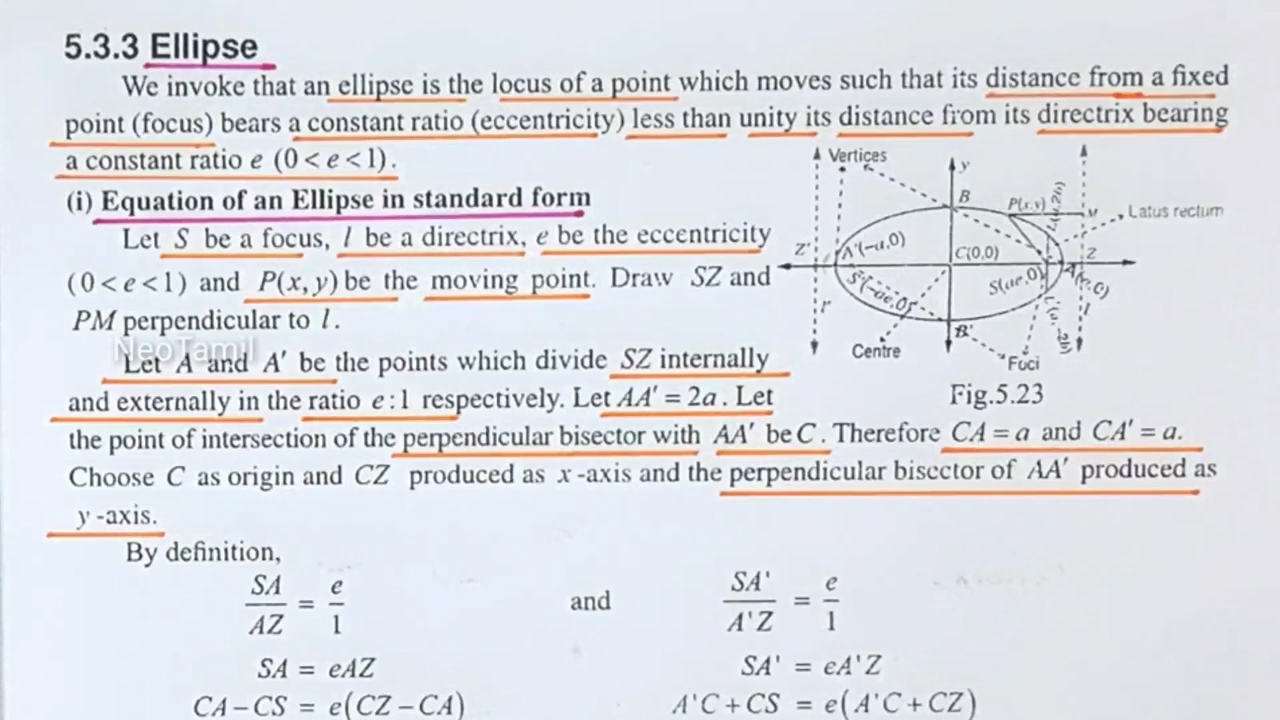 5.3.3 Ellipse
We invoke that an ellipse is the locus of a point which moves such that its distance from a fixed
point (focus) bears a constant ratio (eccentricity) less than unity its distance from its directrix bearing
a constant ratio e (0 < e < 1).
(i) Equation of an Ellipse in standard form
Let S be a focus, l be a directrix, e be the eccentricity
(0 < e < 1) and P(x, y) be the moving point. Draw SZ and
PM perpendicular to l.
NeoTamil
Let A and A' be the points which divide SZ internally
and externally in the ratio e : 1 respectively. Let AA' = 2a. Let
the point of intersection of the perpendicular bisector with AA' be C. Therefore CA = a and CA' = a.
Choose C as origin and CZ produced as x-axis and the perpendicular bisector of AA' produced as
y-axis.
Vertices
y
B
P(x, y)
M
Latus rectum
Z'
A'(-a,0)
C(0,0)
Z
S'(-ae,0)
S(ae,0)
A(a,0)
l'
l
B'
Centre
Foci
Fig.5.23
By definition,
SA/AZ = e/1 and SA'/A'Z = e/1
SA = eAZ SA' = eA'Z
CA − CS = e(CZ − CA) A'C + CS = e(A'C + CZ)